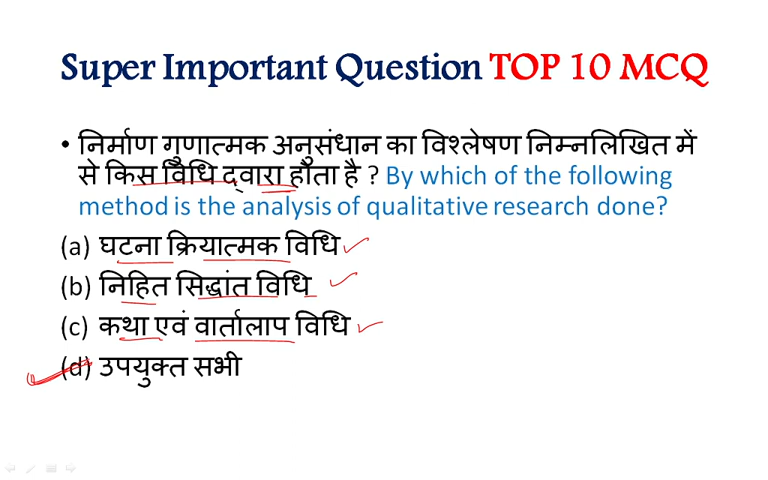 Super Important Question TOP 10 MCQ
• निर्माण गुणात्मक अनुसंधान का विश्लेषण निम्नलिखित में
से किस विधि द्वारा होता है ? By which of the following
method is the analysis of qualitative research done?
(a) घटना क्रियात्मक विधि
(b) निहित सिद्धांत विधि
(c) कथा एवं वार्तालाप विधि
(d) उपयुक्त सभी